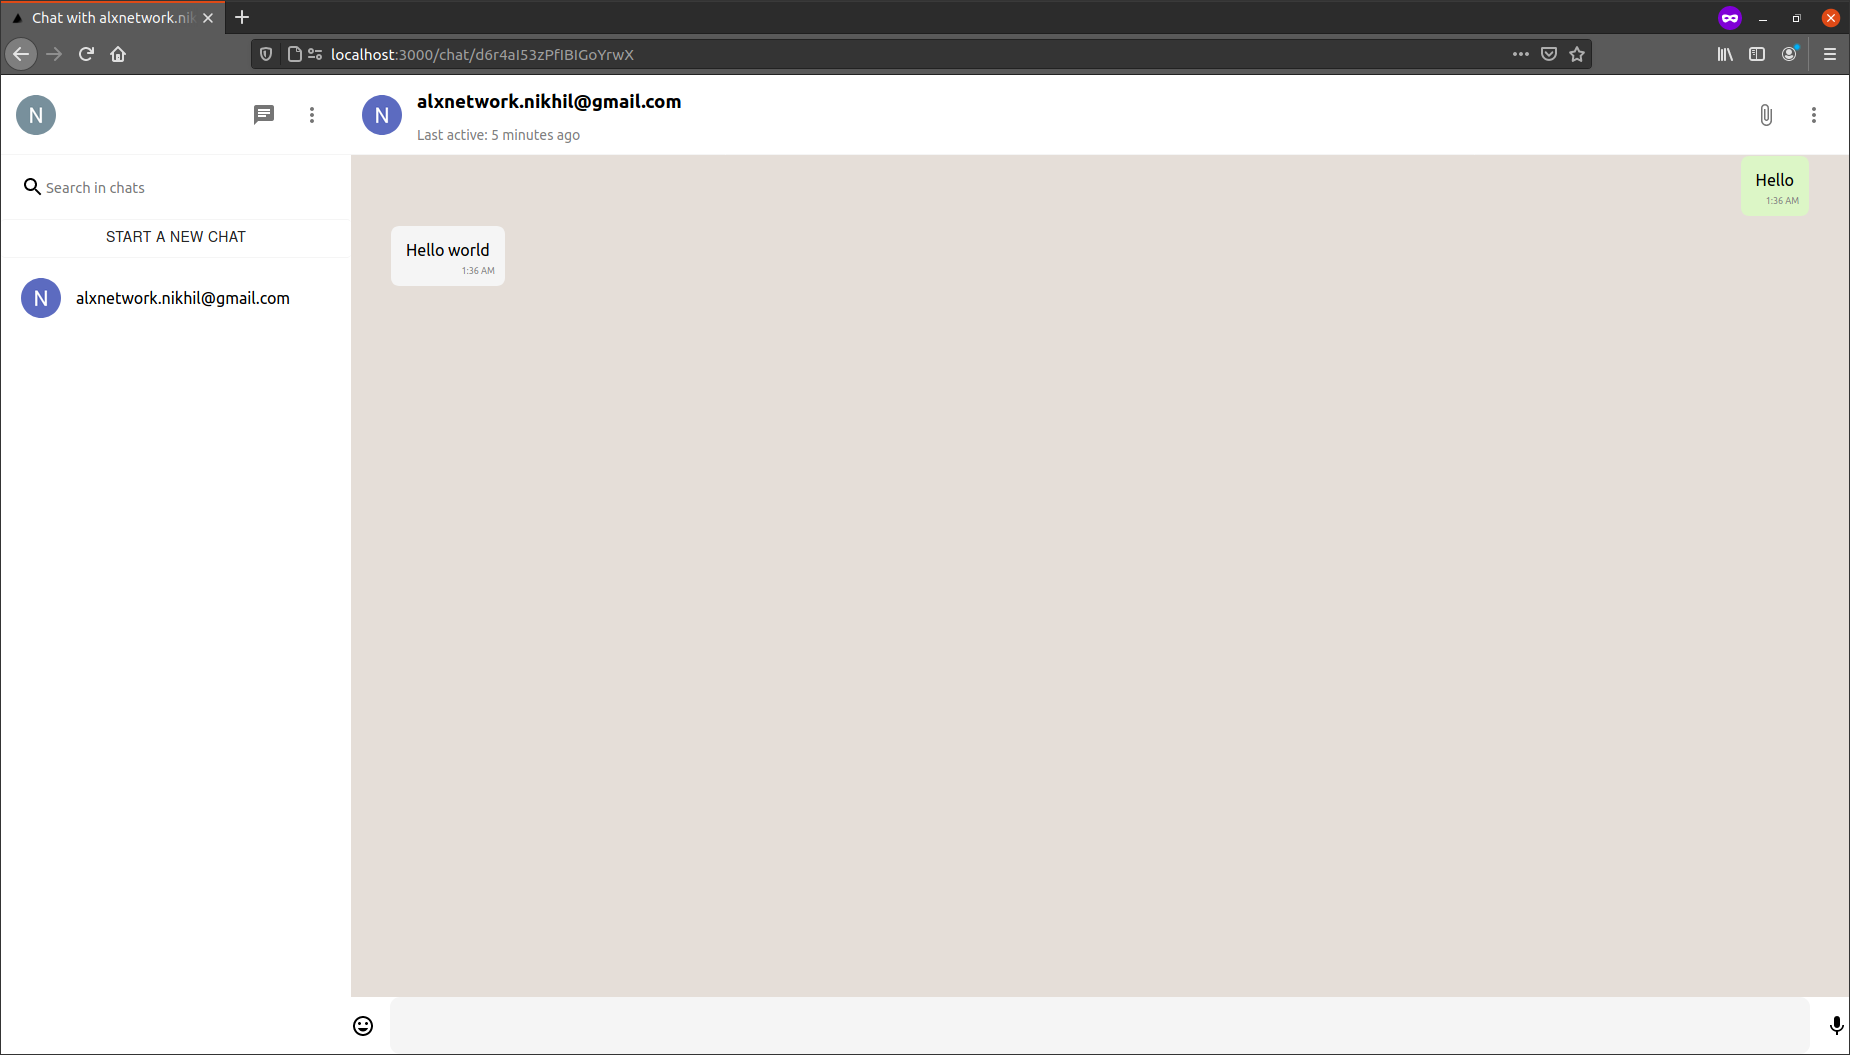 Chat with alxnetwork.nik
localhost:3000/chat/d6r4aI53zPfIBIGoYrwX
N
N
alxnetwork.nikhil@gmail.com
Last active: 5 minutes ago
Search in chats
START A NEW CHAT
N
alxnetwork.nikhil@gmail.com
Hello
1:36 AM
Hello world
1:36 AM